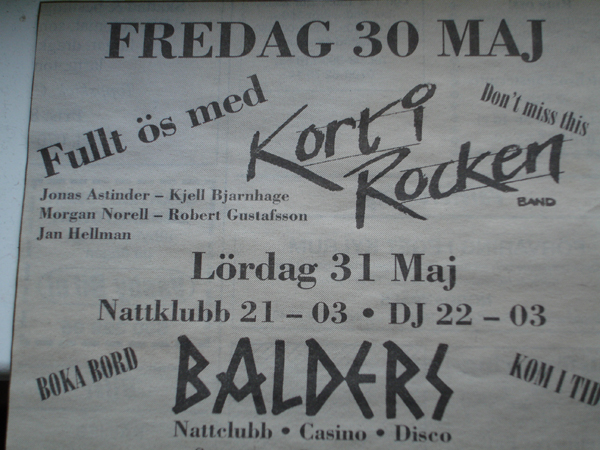 FREDAG 30 MAJ
Fullt ös med
Kort i
Rocken
BAND
Don't miss this
Jonas Astinder – Kjell Bjarnhage
Morgan Norell – Robert Gustafsson
Jan Hellman
Lördag 31 Maj
Nattklubb 21 – 03 • DJ 22 – 03
BOKA BORD
BALDERS
KOM I TID
Nattclubb • Casino • Disco